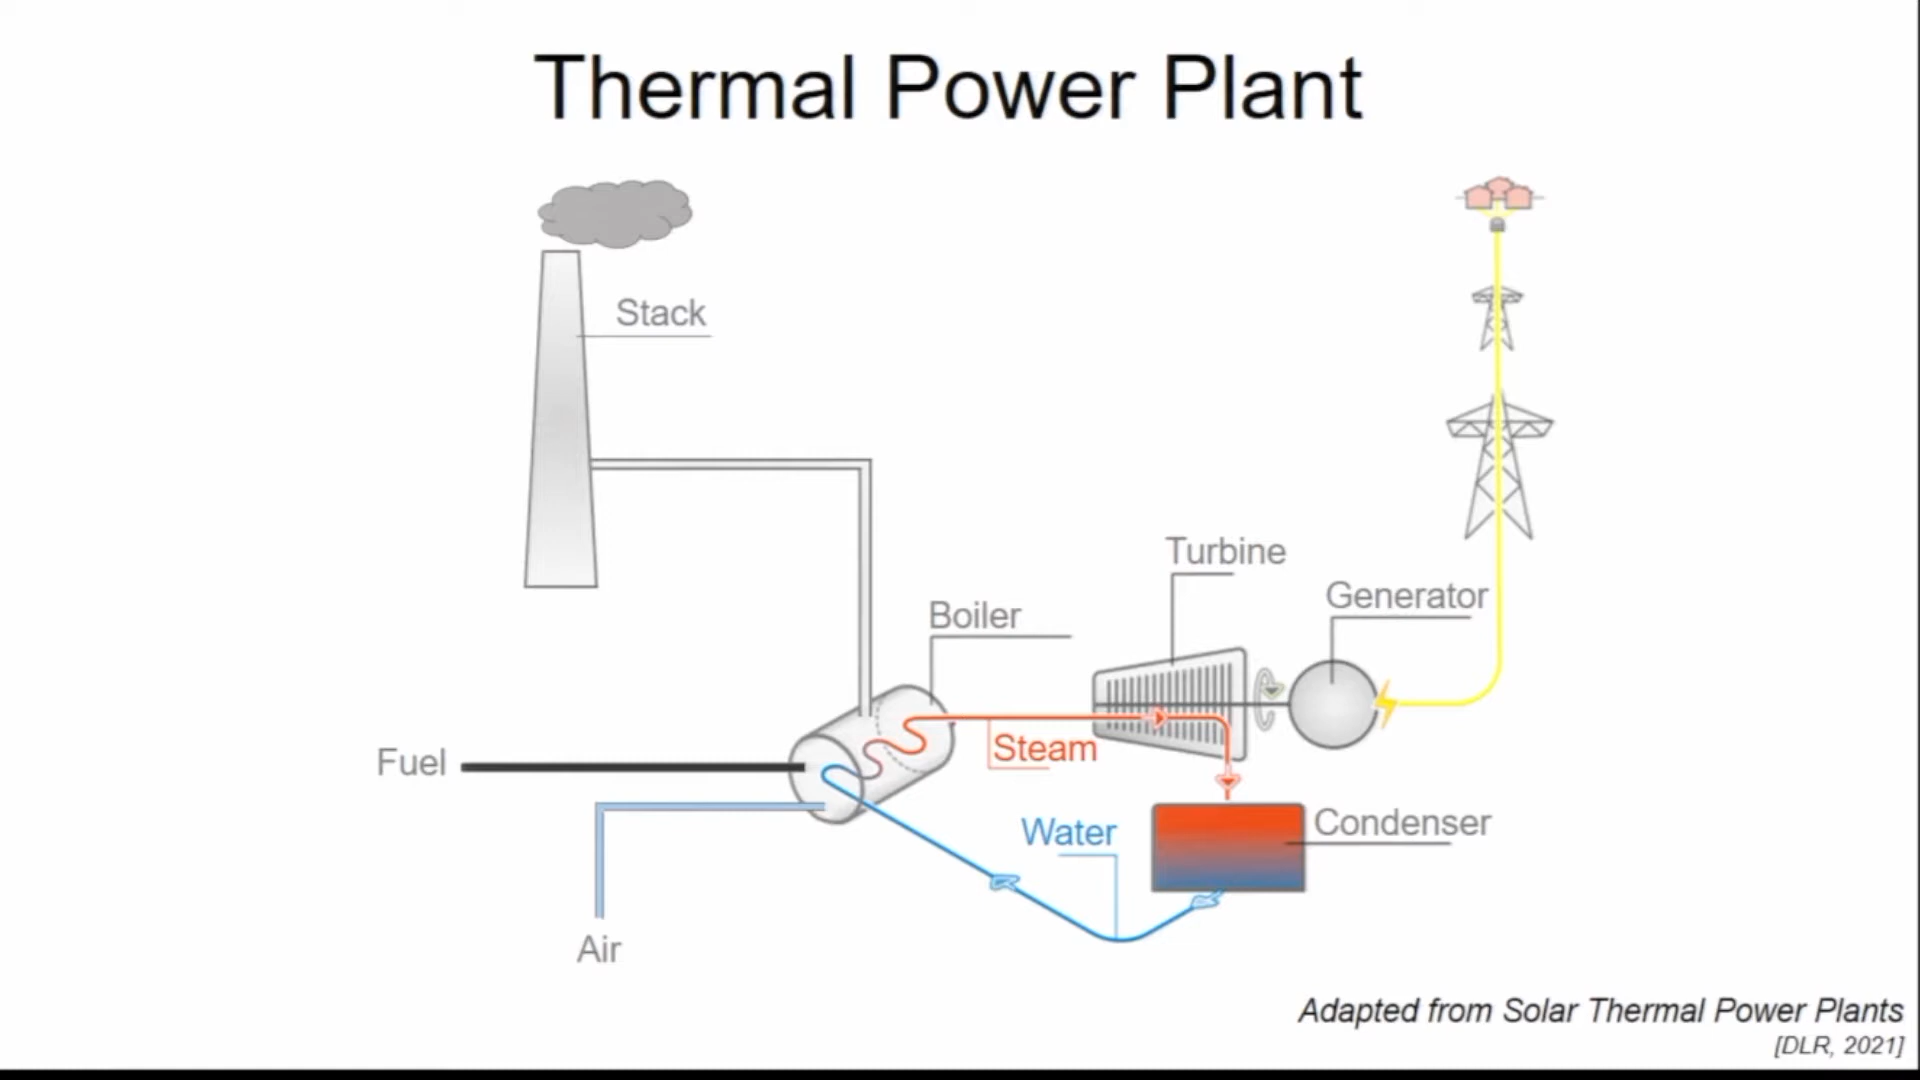 Thermal Power Plant
Stack
Turbine
Generator
Boiler
Steam
Fuel
Water
Condenser
Air
Adapted from Solar Thermal Power Plants
[DLR, 2021]